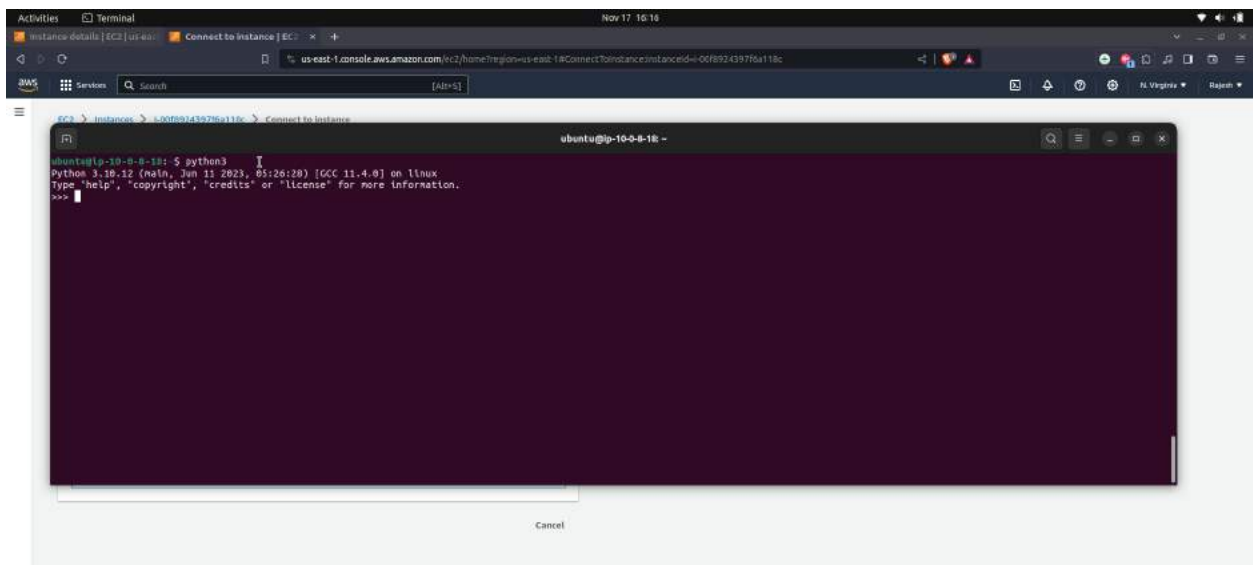 Activities Terminal Nov 17 16:16
Instance details | EC2 | us-eas Connect to instance | EC2 × +
us-east-1.console.aws.amazon.com/ec2/home?region=us-east-1#ConnectToInstance:instanceId=i-00f8924397f6a118c
aws Services Search [Alt+S] N. Virginia Rajesh
EC2 > Instances > i-00f8924397f6a118c > Connect to instance
ubuntu@ip-10-0-8-18: ~
ubuntu@ip-10-0-8-18:~$ python3
Python 3.10.12 (main, Jun 11 2023, 05:26:28) [GCC 11.4.0] on linux
Type "help", "copyright", "credits" or "license" for more information.
>>>
Cancel